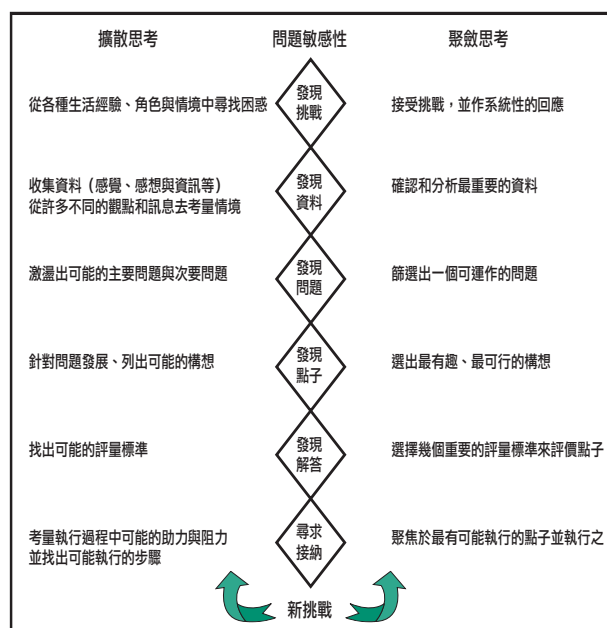 擴散思考 問題敏感性 聚斂思考
從各種生活經驗、角色與情境中尋找困惑
發現
挑戰
接受挑戰，並作系統性的回應
收集資料（感覺、感想與資訊等）
從許多不同的觀點和訊息去考量情境
發現
資料
確認和分析最重要的資料
激盪出可能的主要問題與次要問題
發現
問題
篩選出一個可運作的問題
針對問題發展、列出可能的構想
發現
點子
選出最有趣、最可行的構想
找出可能的評量標準
發現
解答
選擇幾個重要的評量標準來評價點子
考量執行過程中可能的助力與阻力
並找出可能執行的步驟
尋求
接納
聚焦於最有可能執行的點子並執行之
新挑戰